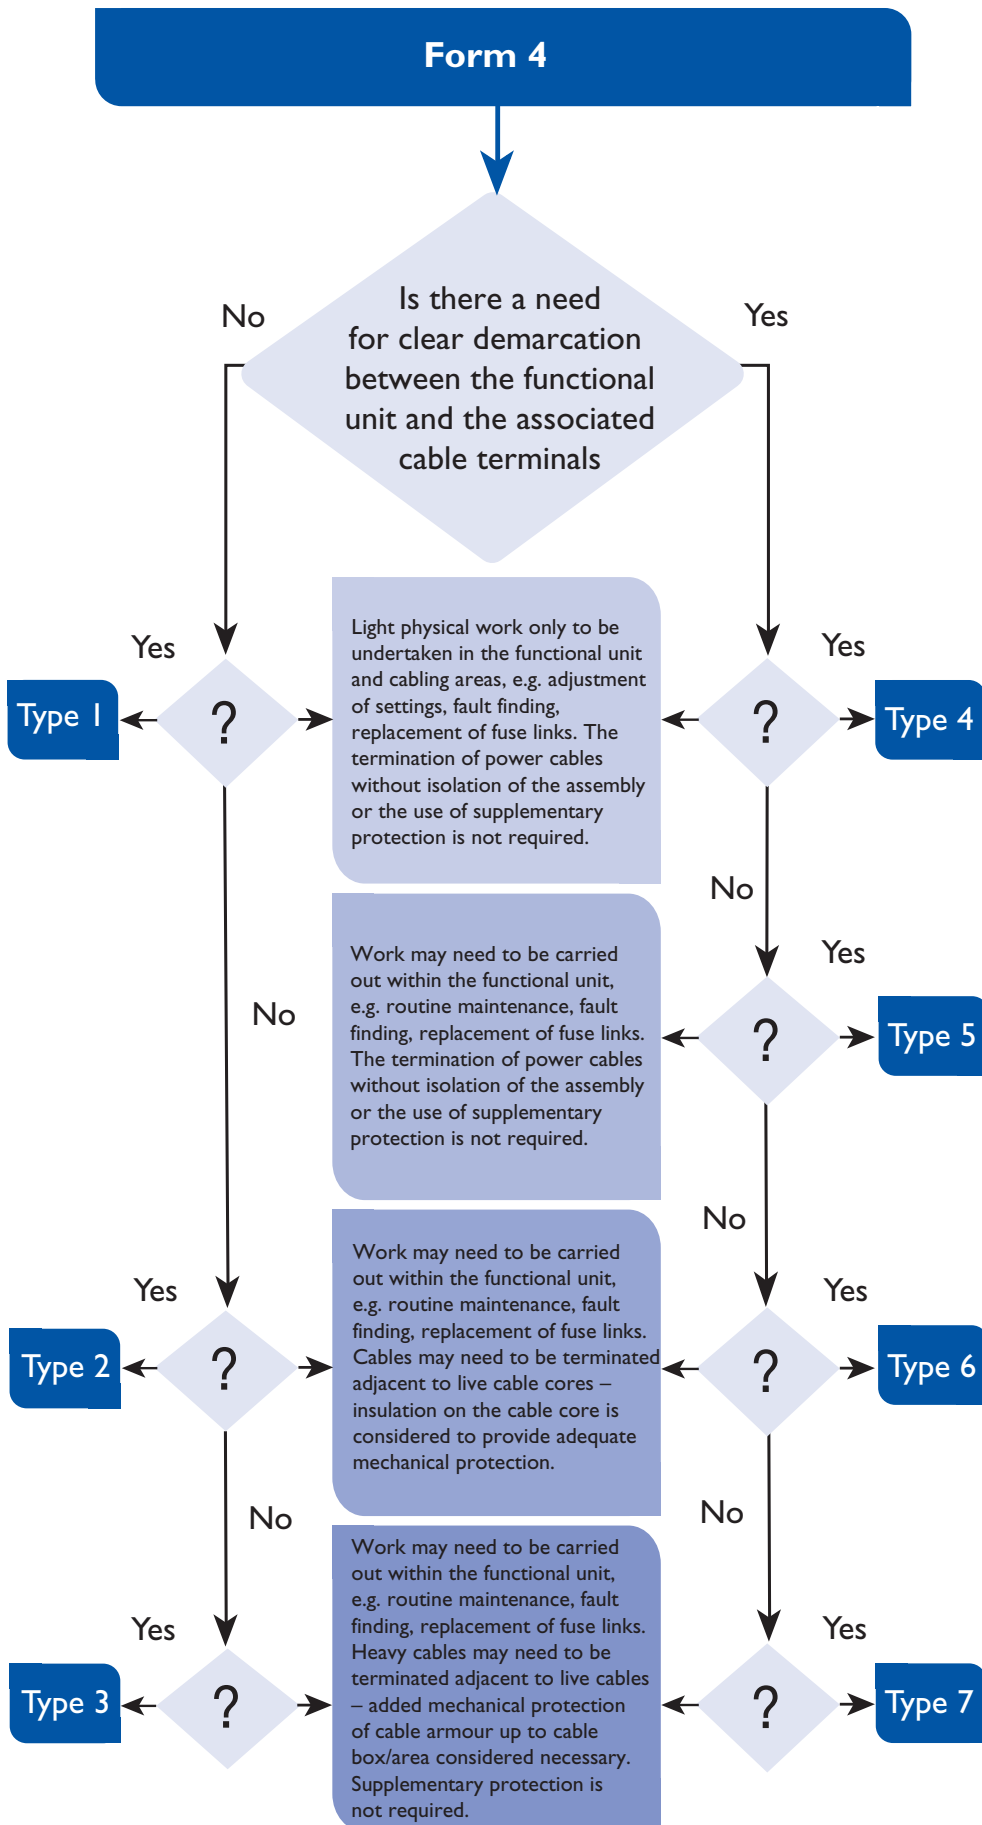 Form 4
Is there a need
for clear demarcation
between the functional
unit and the associated
cable terminals
No
Yes
Yes
Type 1
?
Light physical work only to be
undertaken in the functional unit
and cabling areas, e.g. adjustment
of settings, fault finding,
replacement of fuse links. The
termination of power cables
without isolation of the assembly
or the use of supplementary
protection is not required.
?
Yes
Type 4
No
No
Work may need to be carried
out within the functional unit,
e.g. routine maintenance, fault
finding, replacement of fuse links.
The termination of power cables
without isolation of the assembly
or the use of supplementary
protection is not required.
?
Yes
Type 5
No
Yes
Type 2
?
Work may need to be carried
out within the functional unit,
e.g. routine maintenance, fault
finding, replacement of fuse links.
Cables may need to be terminated
adjacent to live cable cores –
insulation on the cable core is
considered to provide adequate
mechanical protection.
?
Yes
Type 6
No
No
Yes
Type 3
?
Work may need to be carried
out within the functional unit,
e.g. routine maintenance, fault
finding, replacement of fuse links.
Heavy cables may need to be
terminated adjacent to live cables
– added mechanical protection
of cable armour up to cable
box/area considered necessary.
Supplementary protection is
not required.
?
Yes
Type 7